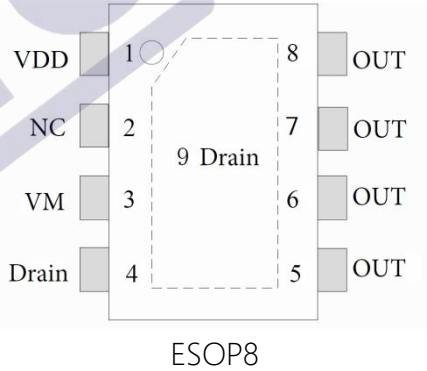 VDD 1 8 OUT
NC 2 7 OUT
9 Drain
VM 3 6 OUT
Drain 4 5 OUT
ESOP8